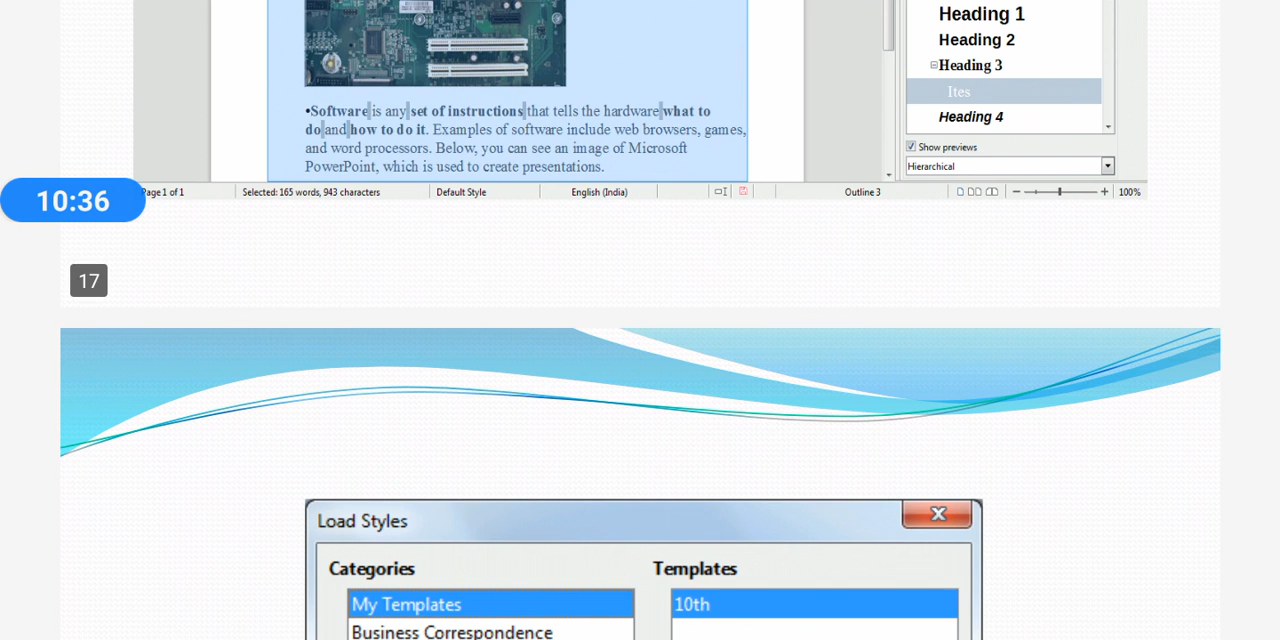 Heading 1
Heading 2
Heading 3
Ites
Heading 4
•Software is any set of instructions that tells the hardware what to
do and how to do it. Examples of software include web browsers, games,
and word processors. Below, you can see an image of Microsoft
PowerPoint, which is used to create presentations.
Show previews
Hierarchical
Page 1 of 1
Selected: 165 words, 943 characters
Default Style
English (India)
Outline 3
100%
10:36
17
Load Styles
Categories
Templates
My Templates
10th
Business Correspondence